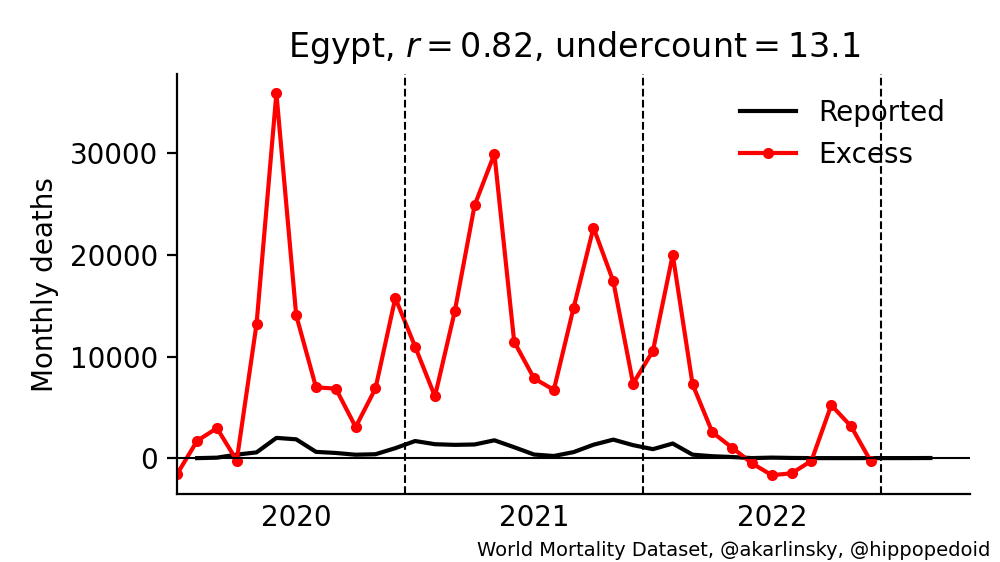 Egypt, r = 0.82, undercount = 13.1
Reported
Excess
Monthly deaths
30000
20000
10000
0
2020 2021 2022
World Mortality Dataset, @akarlinsky, @hippopedoid